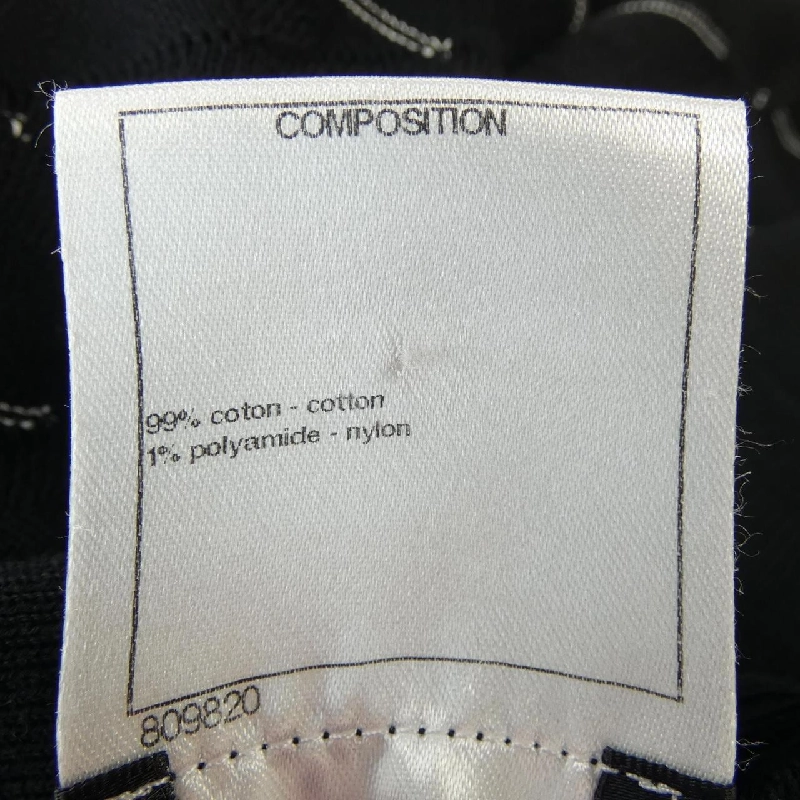 COMPOSITION
99% coton - cotton
1% polyamide - nylon
809820